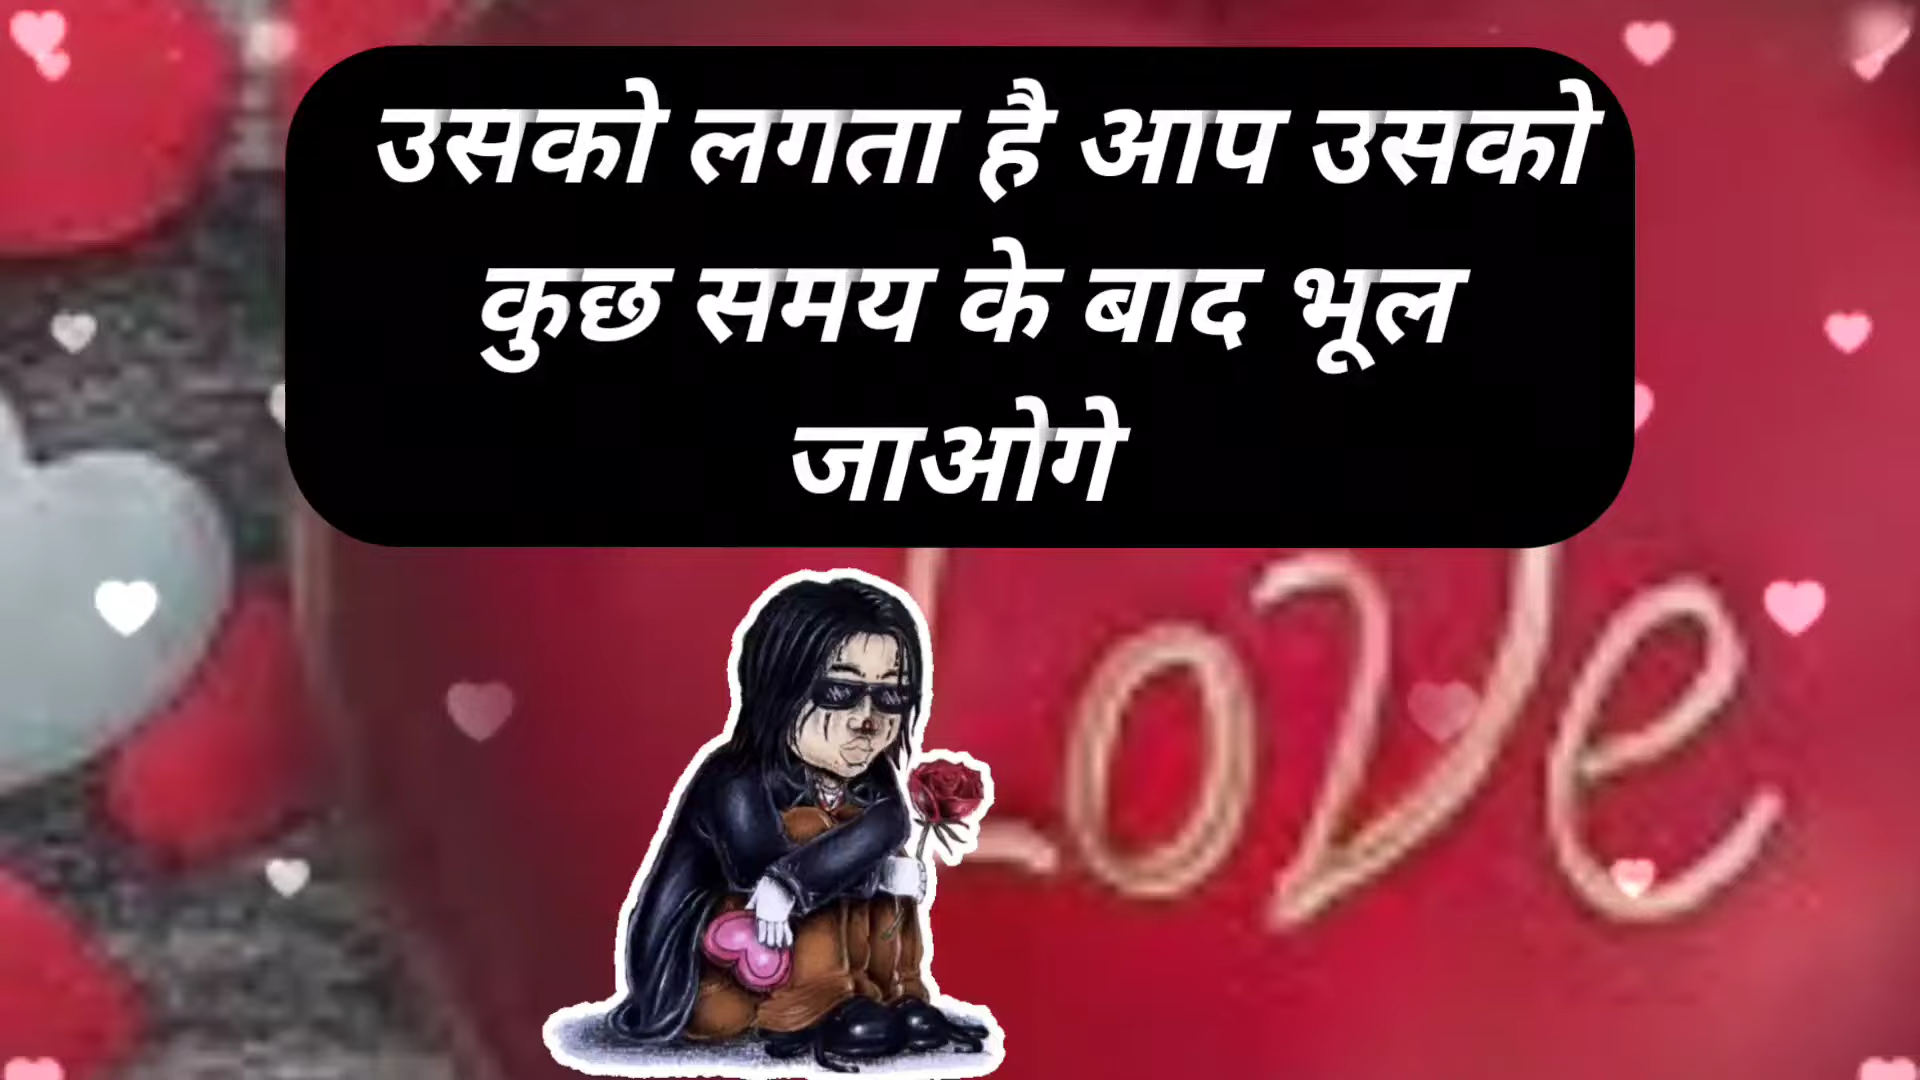 उसको लगता है आप उसको
कुछ समय के बाद भूल
जाओगे
Love